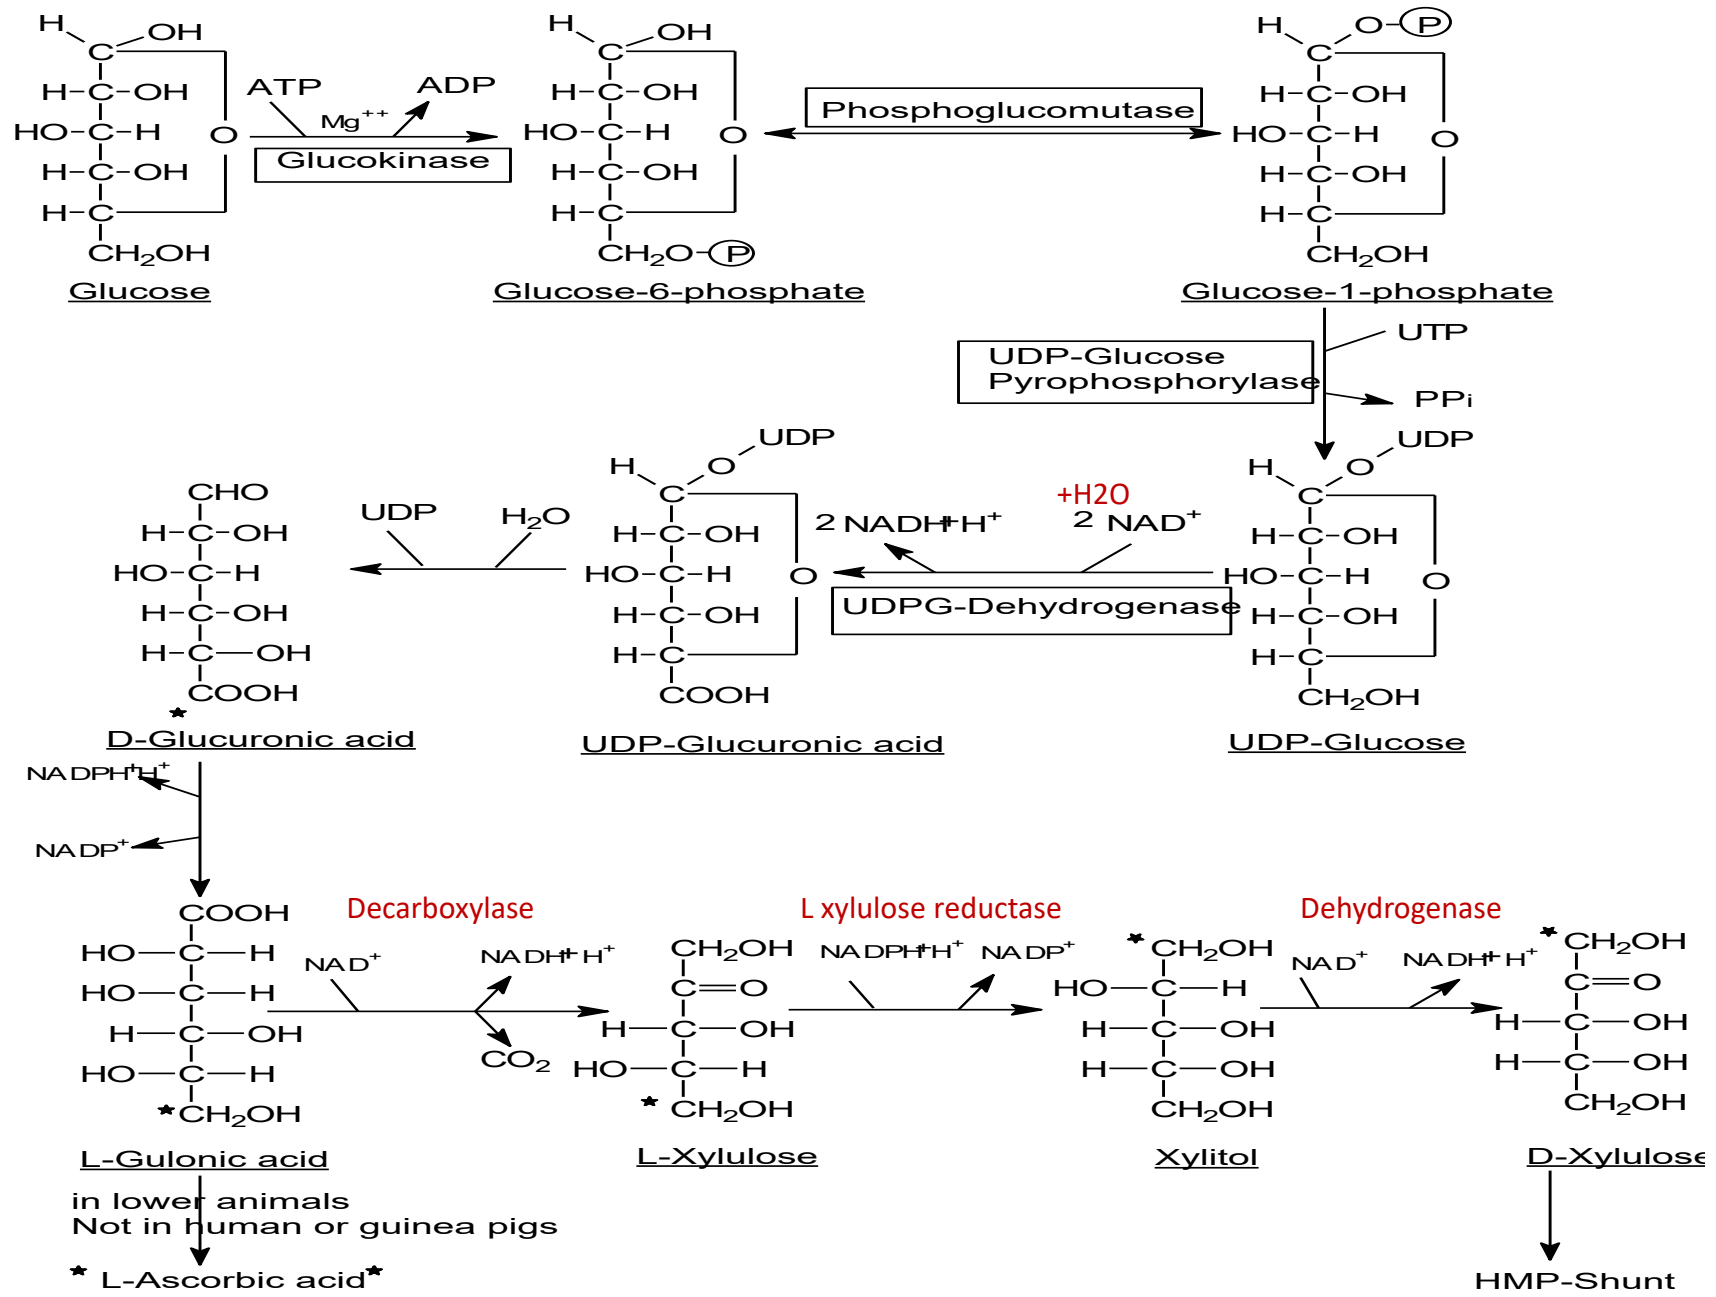 H OH H OH H O-P
C C C
ATP ADP
H-C-OH H-C-OH H-C-OH
Mg++
Phosphoglucomutase
HO-C-H O HO-C-H O HO-C-H O
Glucokinase
H-C-OH H-C-OH H-C-OH
H-C H-C H-C
CH2OH CH2O-P CH2OH
Glucose Glucose-6-phosphate Glucose-1-phosphate
UTP
UDP-Glucose
Pyrophosphorylase
PPi
UDP UDP
H O H O
CHO C C
+H2O
UDP H2O 2 NADH+H+ 2 NAD+
H-C-OH H-C-OH H-C-OH
HO-C-H HO-C-H O HO-C-H O
UDPG-Dehydrogenase
H-C-OH H-C-OH H-C-OH
H-C-OH H-C H-C
COOH COOH CH2OH
D-Glucuronic acid UDP-Glucuronic acid UDP-Glucose
NADPH+H+
NADP+
Decarboxylase L xylulose reductase Dehydrogenase
COOH
HO-C-H NAD+ NADH+H+ CH2OH NADPH+H+ NADP+ CH2OH NAD+ NADH+H+ CH2OH
HO-C-H C=O HO-C-H C=O
H-C-OH H-C-OH H-C-OH H-C-OH
CO2
HO-C-H HO-C-H H-C-OH H-C-OH
CH2OH CH2OH CH2OH CH2OH
L-Gulonic acid L-Xylulose Xylitol D-Xylulose
in lower animals
Not in human or guinea pigs
L-Ascorbic acid HMP-Shunt